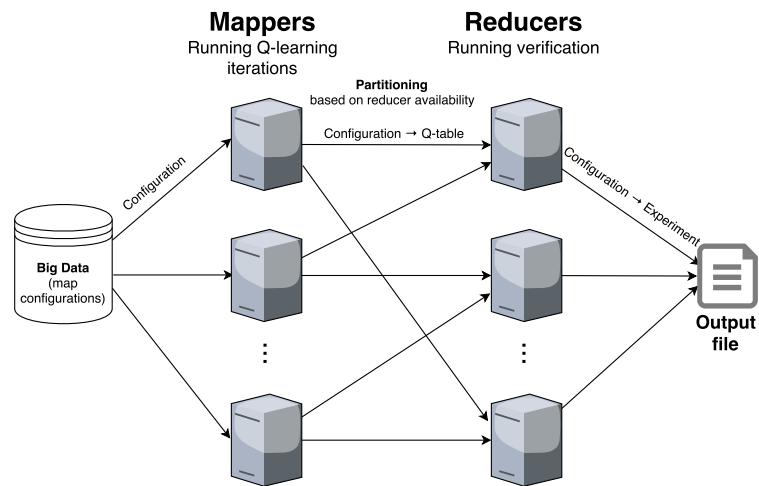 Mappers
Running Q-learning
iterations
Reducers
Running verification
Partitioning
based on reducer availability
Configuration → Q-table
Configuration
Configuration → Experiment
Big Data
(map
configurations)
Output
file